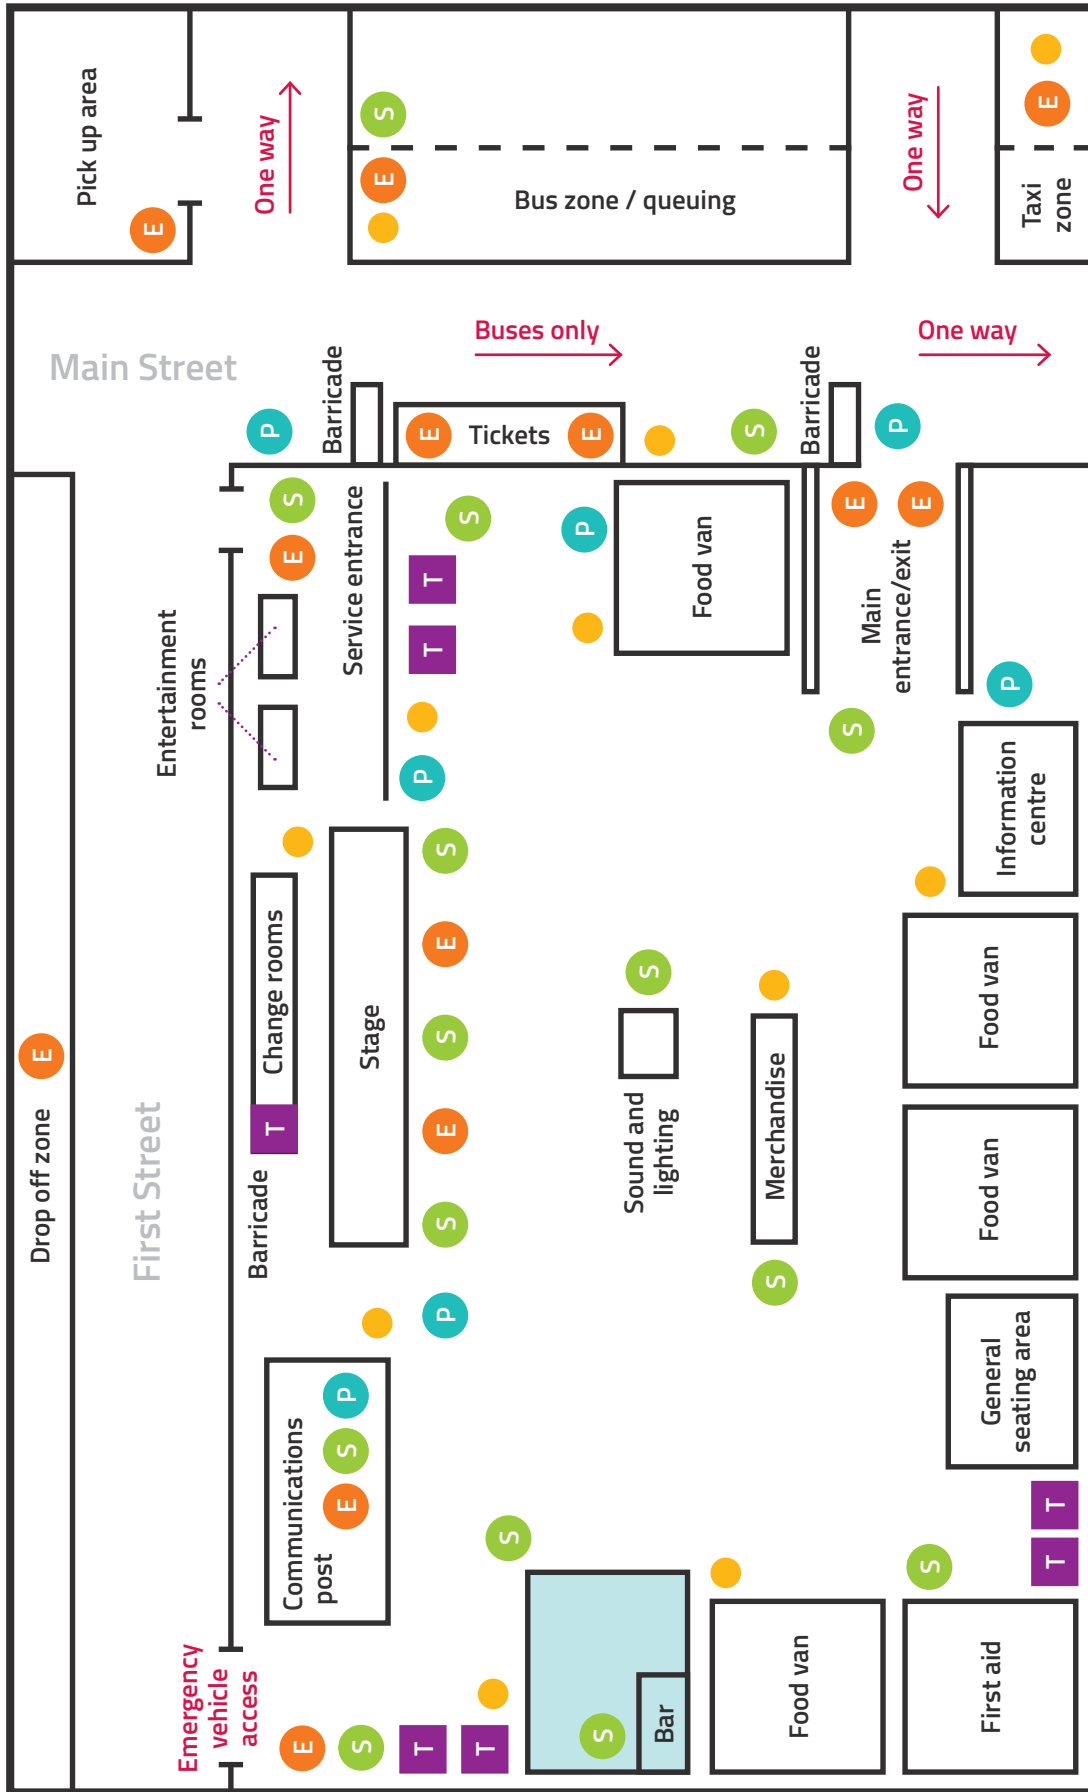 Drop off zone
E
Pick up area
E
Main Street
First Street
Emergency
vehicle
access
Entertainment
rooms
One way
Barricade
T
Change rooms
E
S
P
Communications
post
E
S
P
E
S
T
T
Stage
Service entrance
Barricade
P
S
E
S
E
S
P
T
T
S
E
Tickets
E
E
S
Buses only
Bus zone / queuing
S
S
Bar
Sound and
lighting
S
P
Food van
S
Barricade
S
Merchandise
Food van
S
Main
entrance/exit
E
E
P
One way
One way
S
First aid
T
T
General
seating area
Food van
Food van
Information
centre
P
Taxi
zone
E